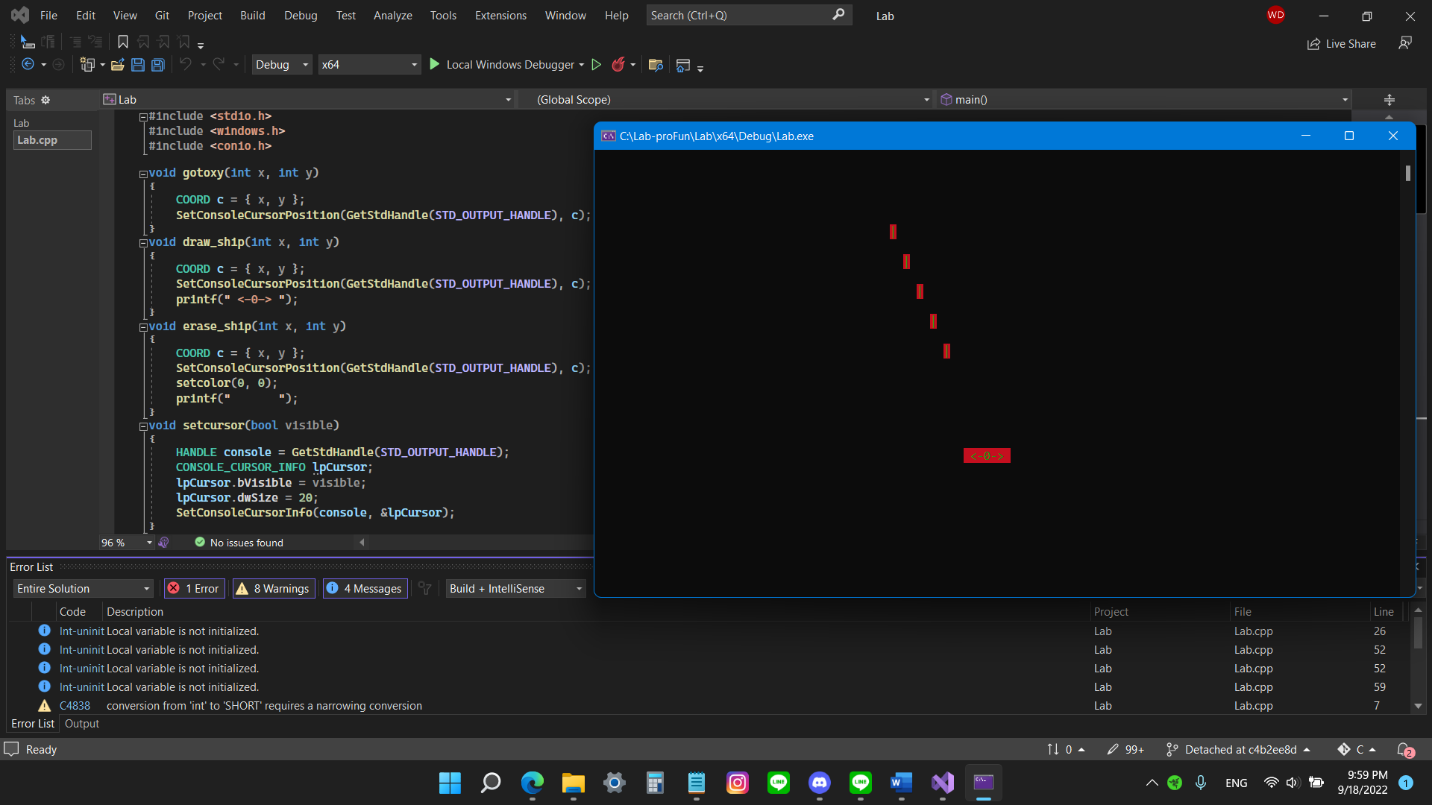 File Edit View Git Project Build Debug Test Analyze Tools Extensions Window Help Search (Ctrl+Q) Lab WD
Live Share
Debug x64 Local Windows Debugger
Tabs Lab (Global Scope) main()
Lab
Lab.cpp
#include <stdio.h>
#include <windows.h>
#include <conio.h>
void gotoxy(int x, int y)
{
COORD c = { x, y };
SetConsoleCursorPosition(GetStdHandle(STD_OUTPUT_HANDLE), c);
}
void draw_ship(int x, int y)
{
COORD c = { x, y };
SetConsoleCursorPosition(GetStdHandle(STD_OUTPUT_HANDLE), c);
printf(" <-0-> ");
}
void erase_ship(int x, int y)
{
COORD c = { x, y };
SetConsoleCursorPosition(GetStdHandle(STD_OUTPUT_HANDLE), c);
setcolor(0, 0);
printf("       ");
}
void setcursor(bool visible)
{
HANDLE console = GetStdHandle(STD_OUTPUT_HANDLE);
CONSOLE_CURSOR_INFO lpCursor;
lpCursor.bVisible = visible;
lpCursor.dwSize = 20;
SetConsoleCursorInfo(console, &lpCursor);
}
96 % No issues found
C:\Lab-proFun\Lab\x64\Debug\Lab.exe
|
|
|
|
|
<-0->
Error List
Entire Solution 1 Error 8 Warnings 4 Messages Build + IntelliSense
Code Description Project File Line
Int-uninit Local variable is not initialized. Lab Lab.cpp 26
Int-uninit Local variable is not initialized. Lab Lab.cpp 52
Int-uninit Local variable is not initialized. Lab Lab.cpp 52
Int-uninit Local variable is not initialized. Lab Lab.cpp 59
C4838 conversion from 'int' to 'SHORT' requires a narrowing conversion Lab Lab.cpp 7
Error List Output
Ready 0 99+ Detached at c4b2ee8d C 2
ENG 9:59 PM 1
9/18/2022